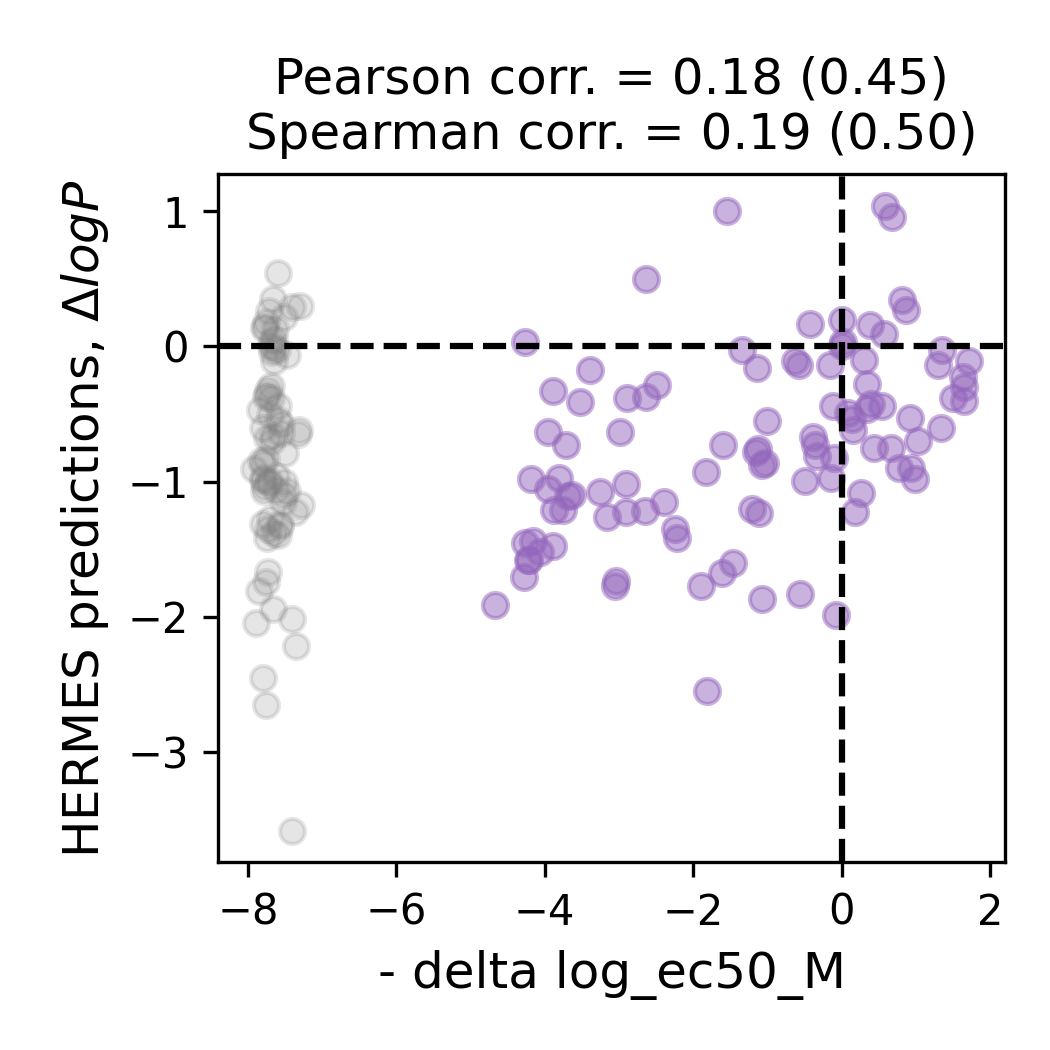 Pearson corr. = 0.18 (0.45)
Spearman corr. = 0.19 (0.50)
HERMES predictions, ΔlogP
1
0
−1
−2
−3
−8
−6
−4
−2
0
2
- delta log_ec50_M